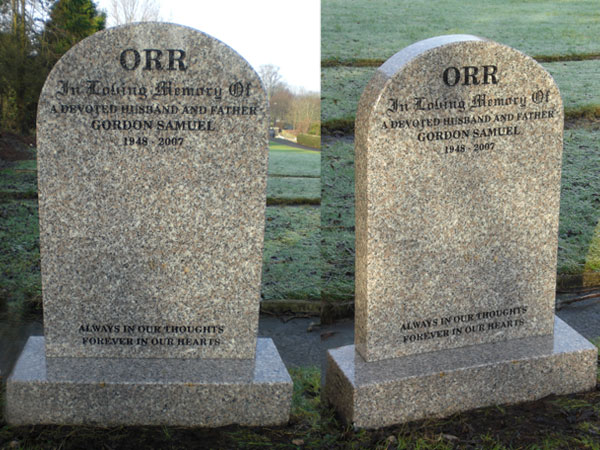 ORR
In Loving Memory Of
A DEVOTED HUSBAND AND FATHER
GORDON SAMUEL
1948 - 2007
ALWAYS IN OUR THOUGHTS
FOREVER IN OUR HEARTS
ORR
In Loving Memory Of
A DEVOTED HUSBAND AND FATHER
GORDON SAMUEL
1948 - 2007
ALWAYS IN OUR THOUGHTS
FOREVER IN OUR HEARTS